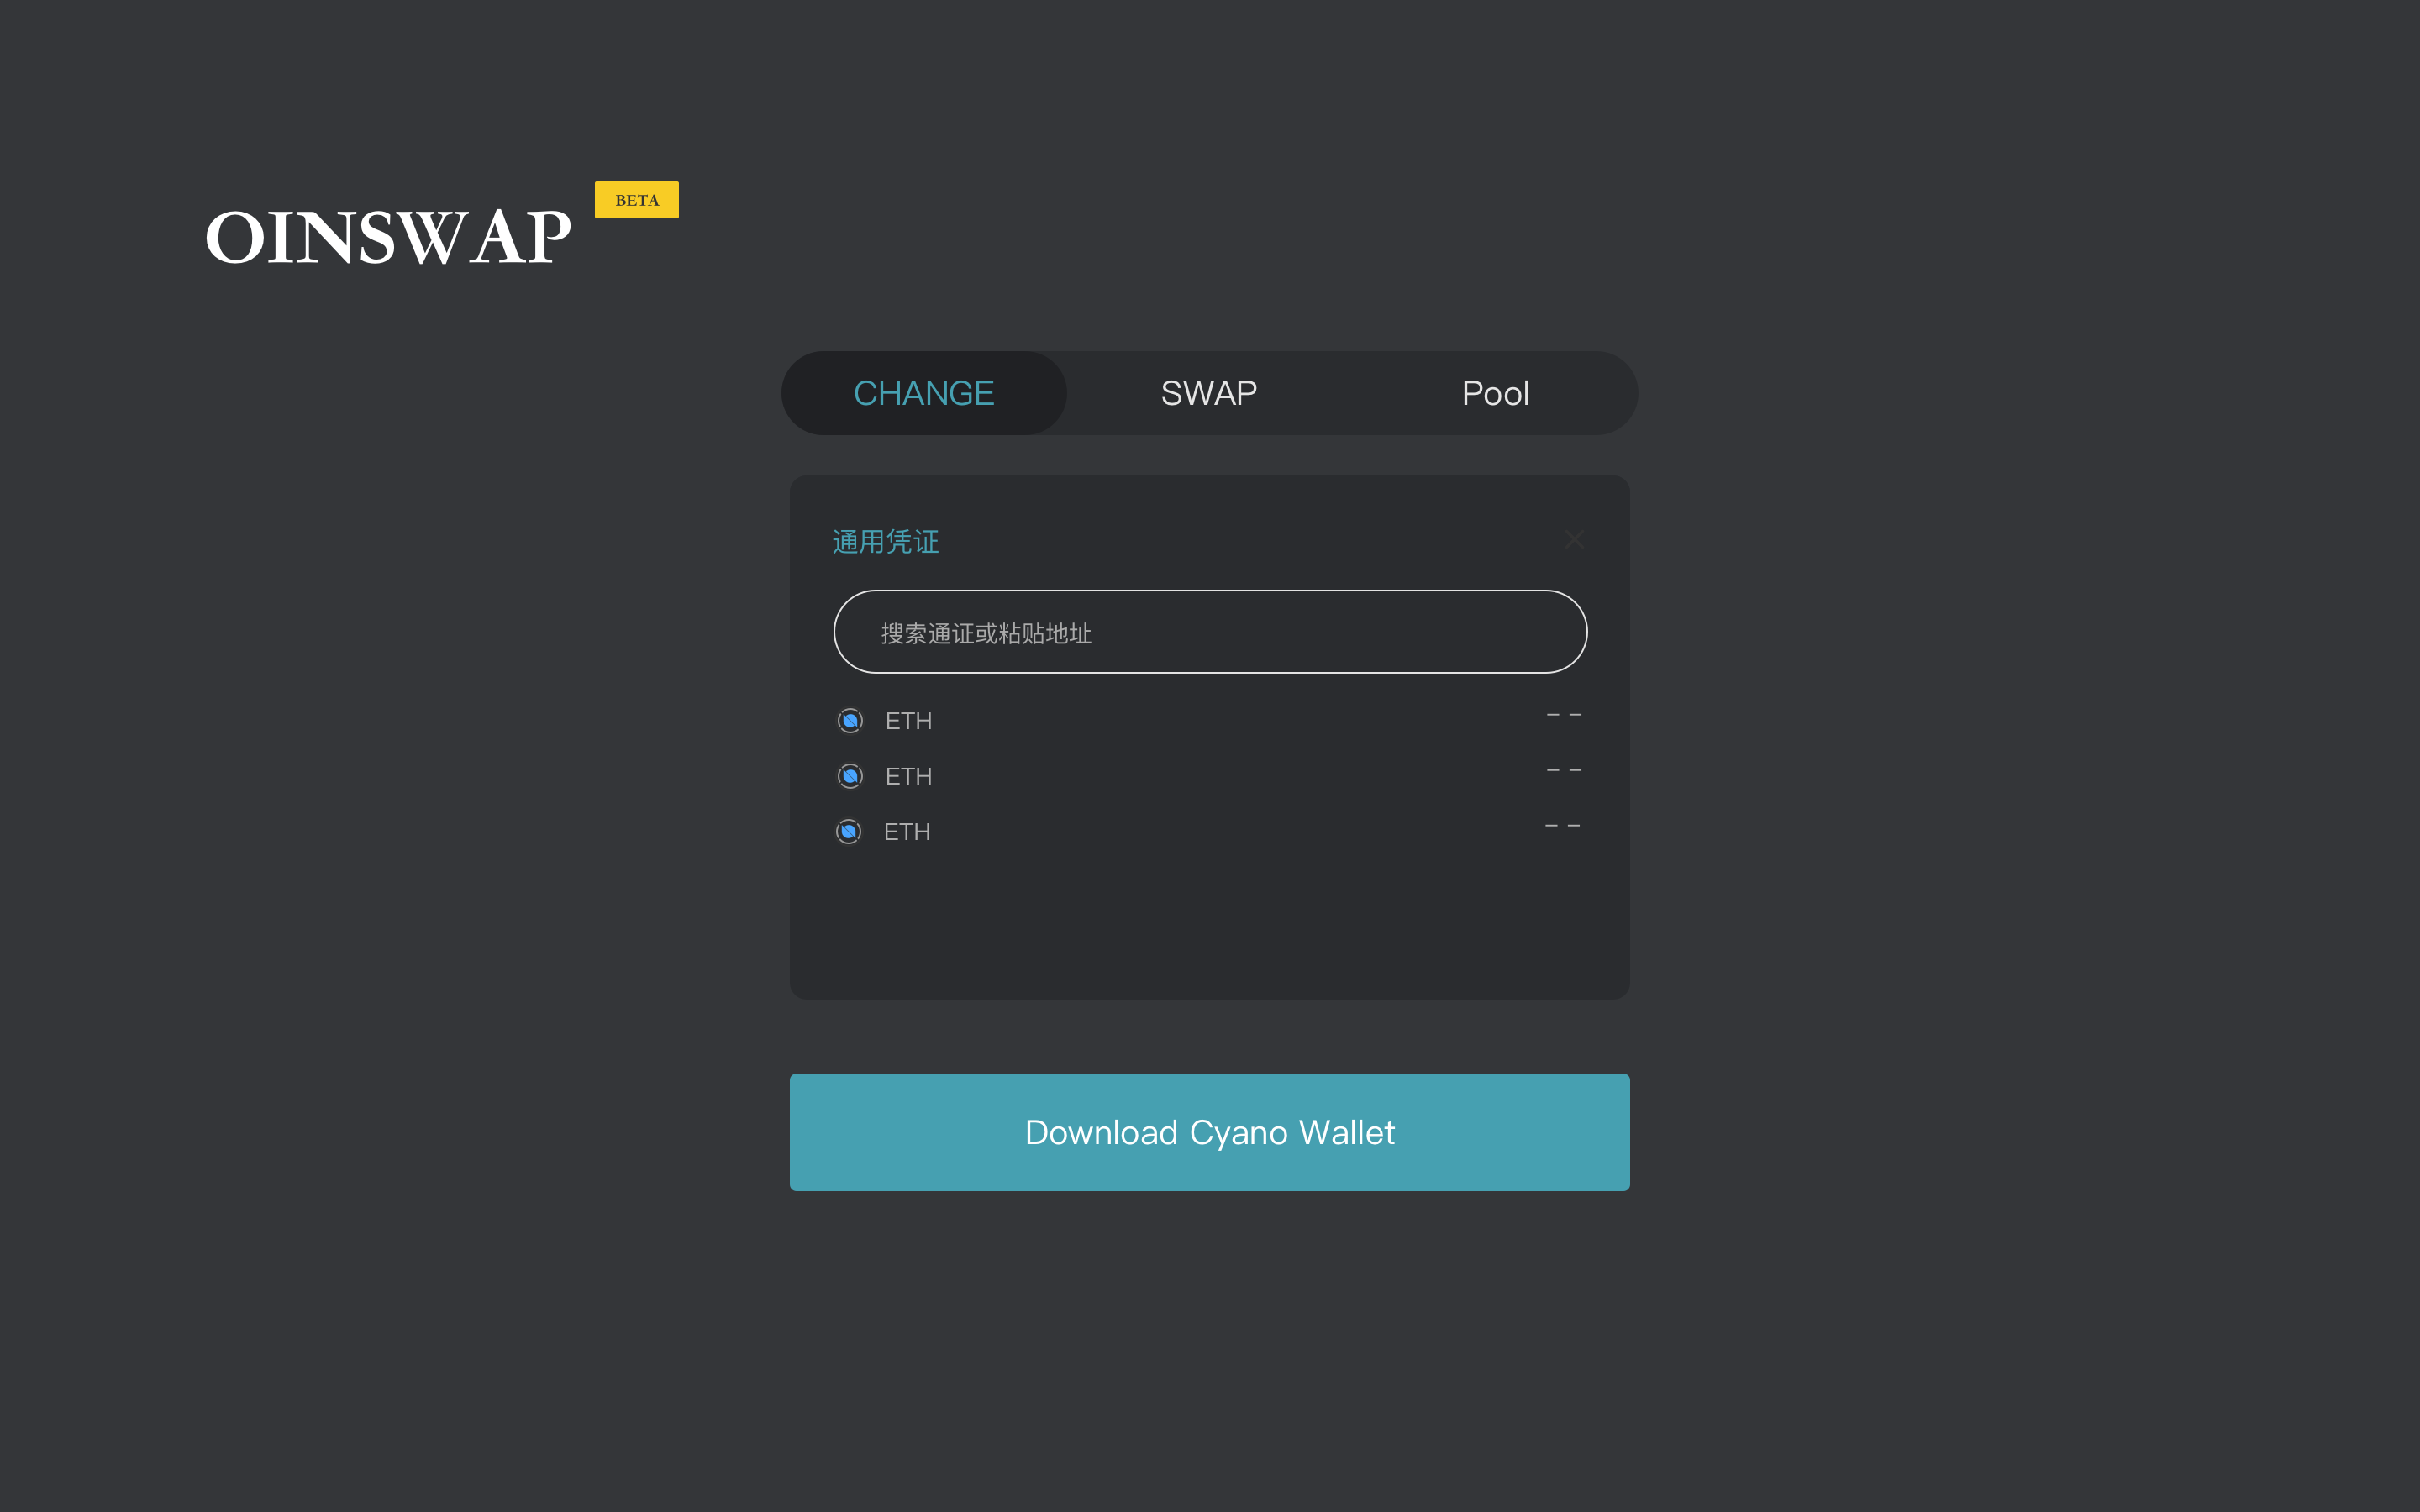 OINSWAP
BETA
CHANGE
SWAP
Pool
通用凭证
搜索通证或粘贴地址
ETH
- -
ETH
- -
ETH
- -
Download Cyano Wallet